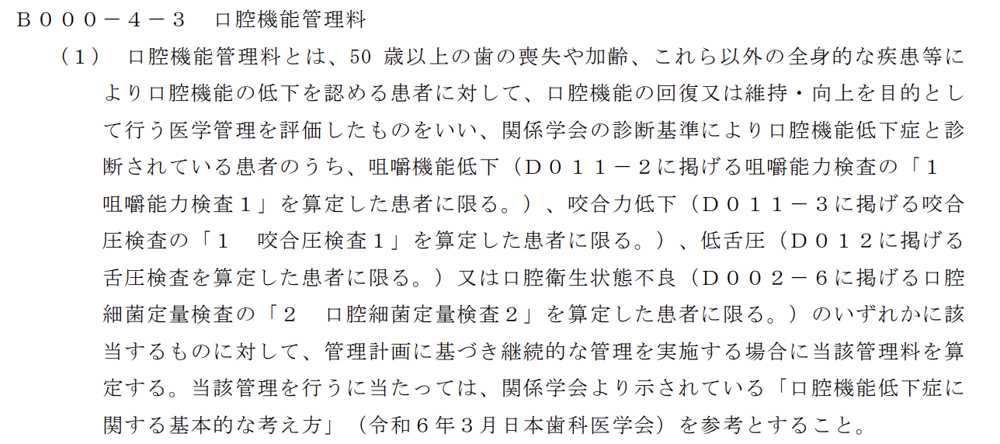 Ｂ０００－４－３　口腔機能管理料
（１）　口腔機能管理料とは、50 歳以上の歯の喪失や加齢、これら以外の全身的な疾患等に
より口腔機能の低下を認める患者に対して、口腔機能の回復又は維持・向上を目的とし
て行う医学管理を評価したものをいい、関係学会の診断基準により口腔機能低下症と診
断されている患者のうち、咀嚼機能低下（Ｄ０１１－２に掲げる咀嚼能力検査の「１
咀嚼能力検査１」を算定した患者に限る。）、咬合力低下（Ｄ０１１－３に掲げる咬合
圧検査の「１　咬合圧検査１」を算定した患者に限る。）、低舌圧（Ｄ０１２に掲げる
舌圧検査を算定した患者に限る。）又は口腔衛生状態不良（Ｄ００２－６に掲げる口腔
細菌定量検査の「２　口腔細菌定量検査２」を算定した患者に限る。）のいずれかに該
当するものに対して、管理計画に基づき継続的な管理を実施する場合に当該管理料を算
定する。当該管理を行うに当たっては、関係学会より示されている「口腔機能低下症に
関する基本的な考え方」（令和６年３月日本歯科医学会）を参考とすること。